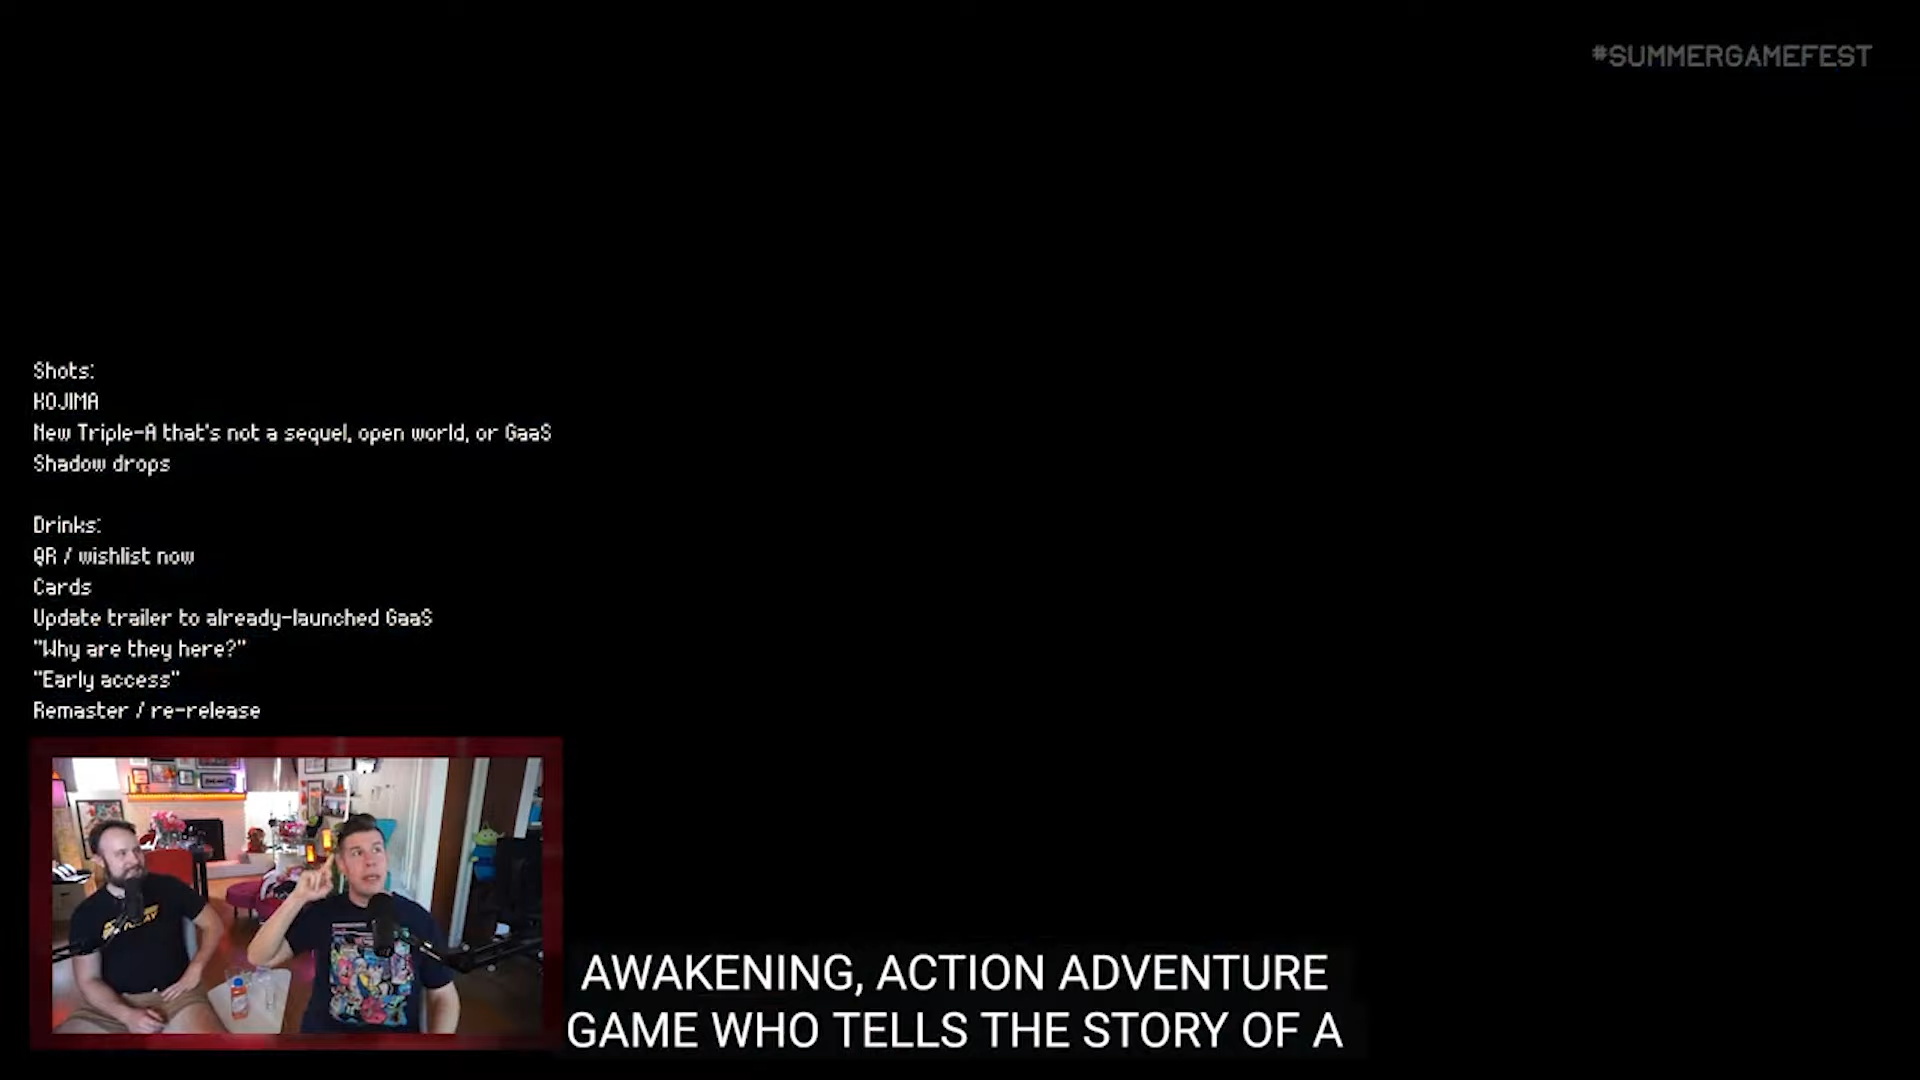 #SUMMERGAMEFEST
Shots:
KOJIMA
New Triple-A that's not a sequel, open world, or GaaS
Shadow drops
Drinks:
QR / wishlist now
Cards
Update trailer to already-launched GaaS
"Why are they here?"
"Early access"
Remaster / re-release
AWAKENING, ACTION ADVENTURE
GAME WHO TELLS THE STORY OF A